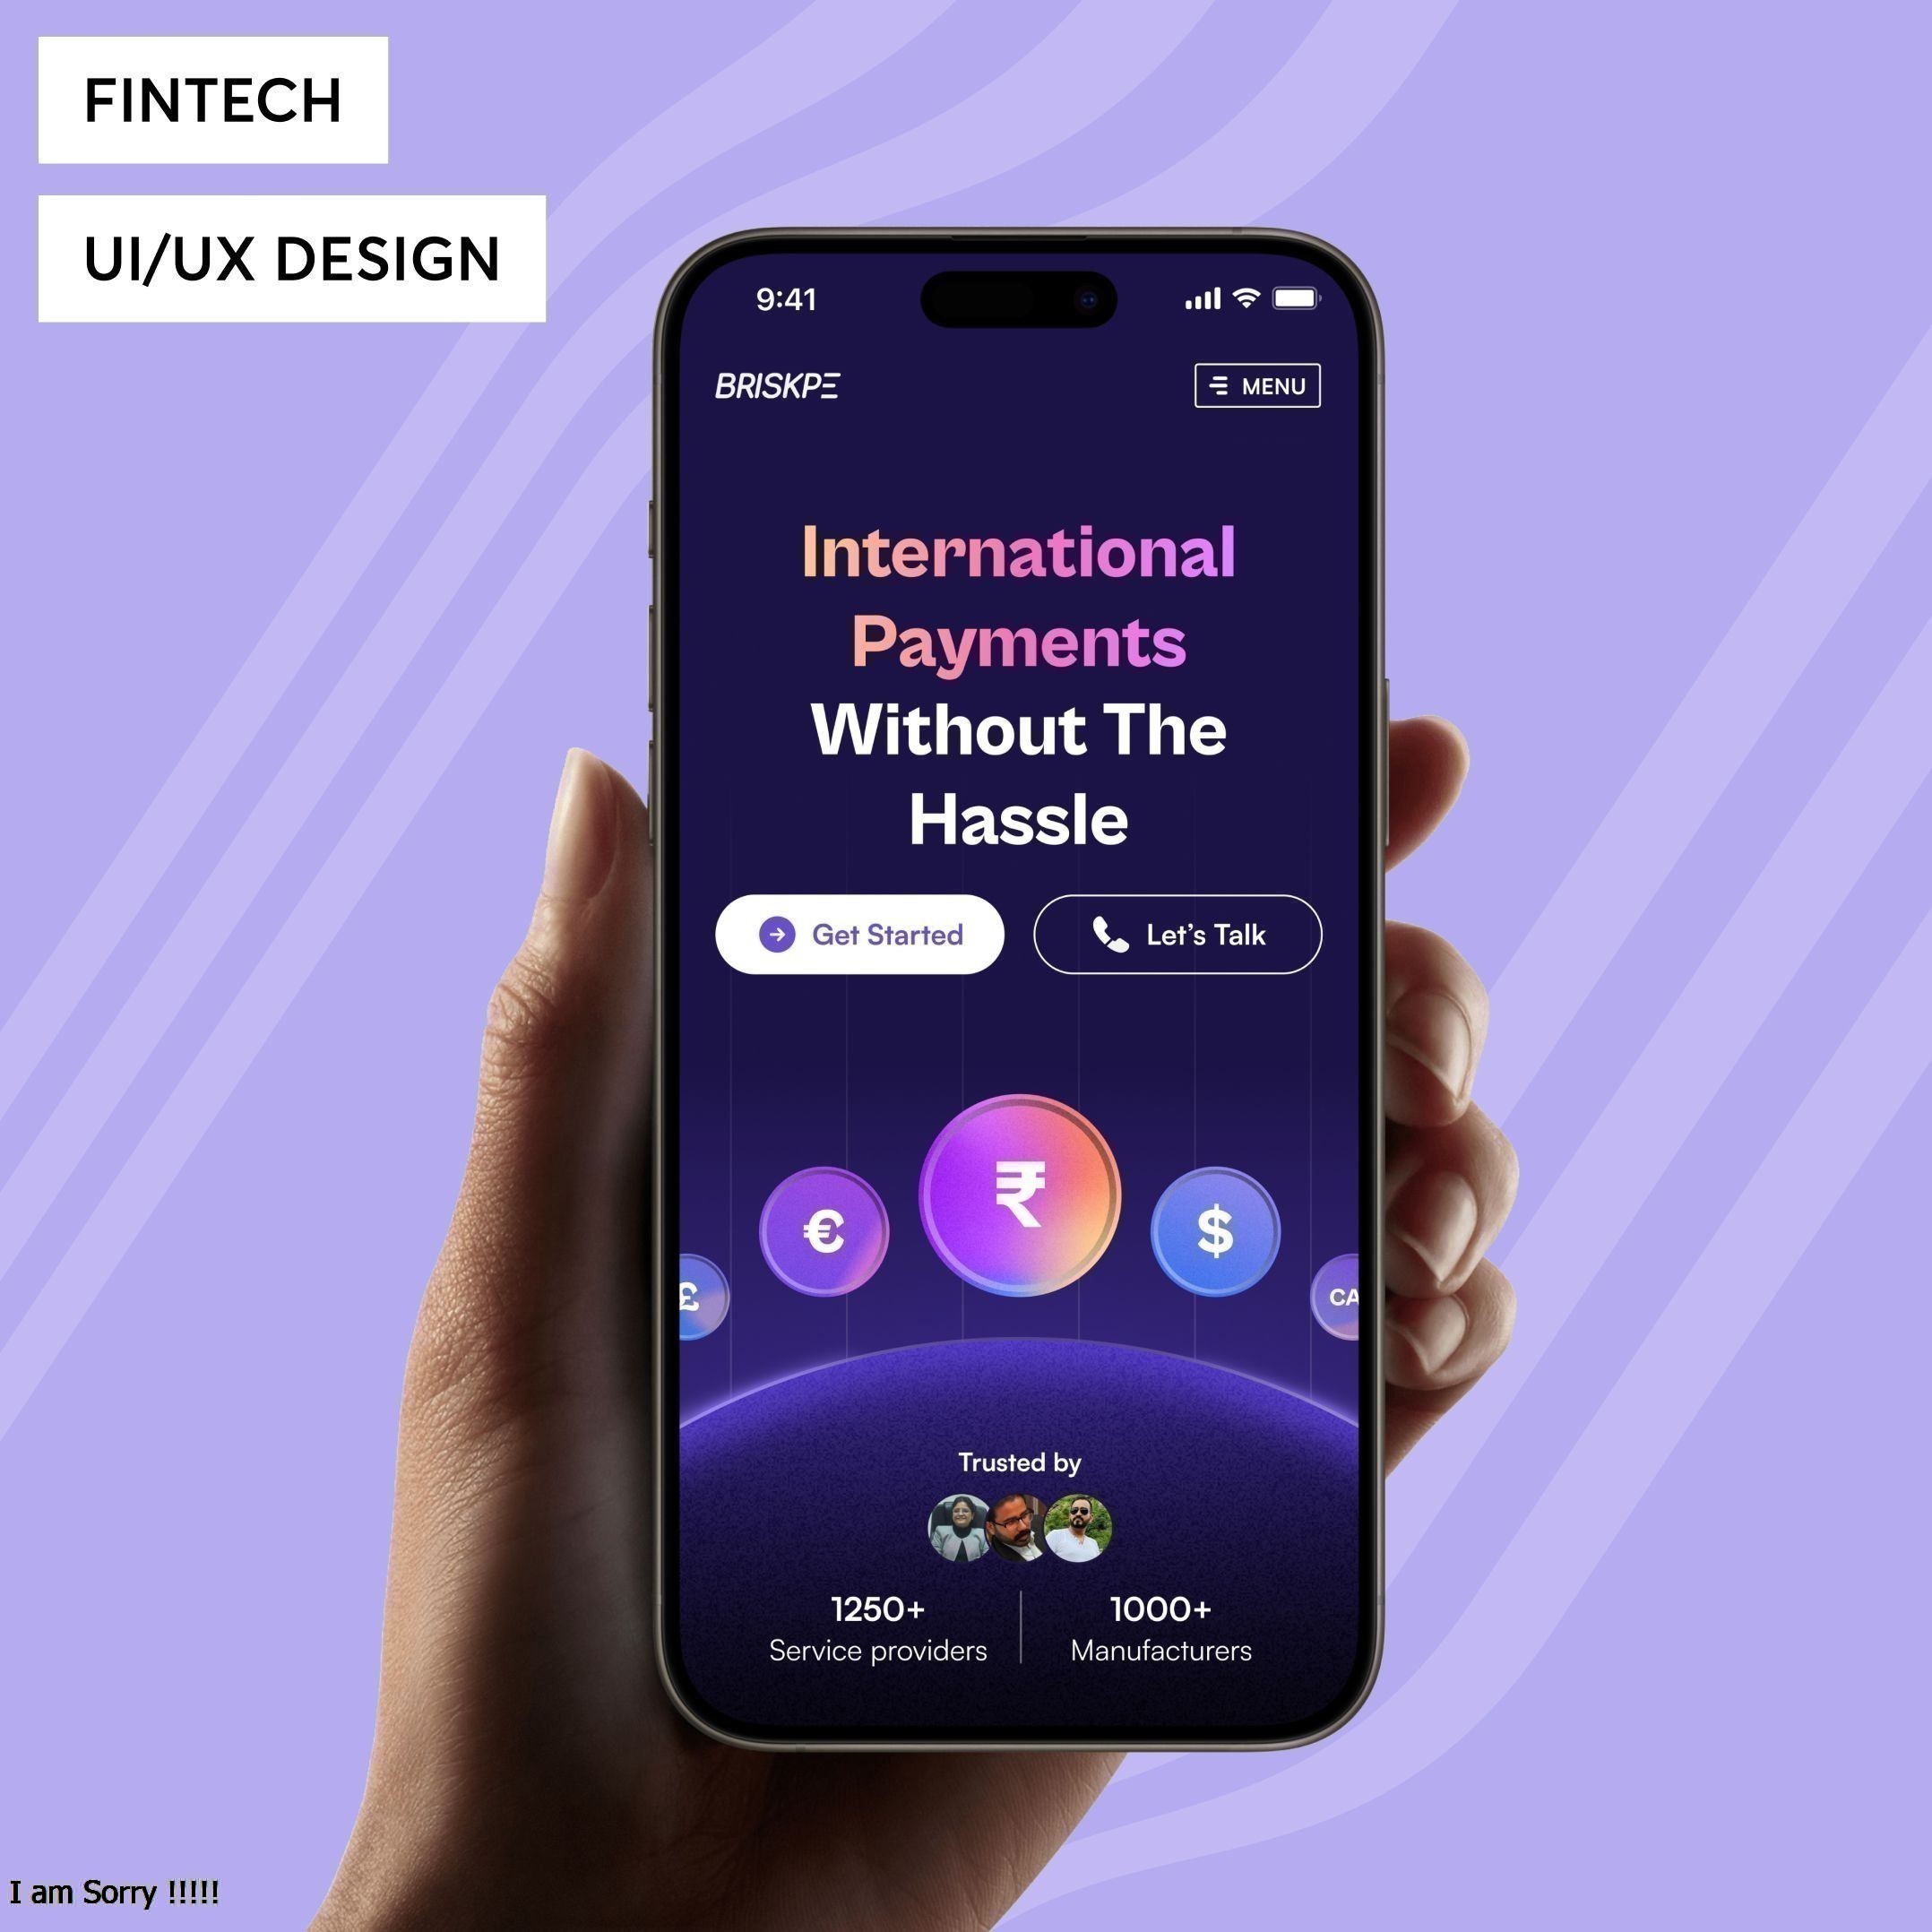 FINTECH
UI/UX DESIGN
9:41
BRISKPE
MENU
International
Payments
Without The
Hassle
Get Started
Let's Talk
£
€
₹
$
CA
Trusted by
1250+
Service providers
1000+
Manufacturers
I am Sorry !!!!!